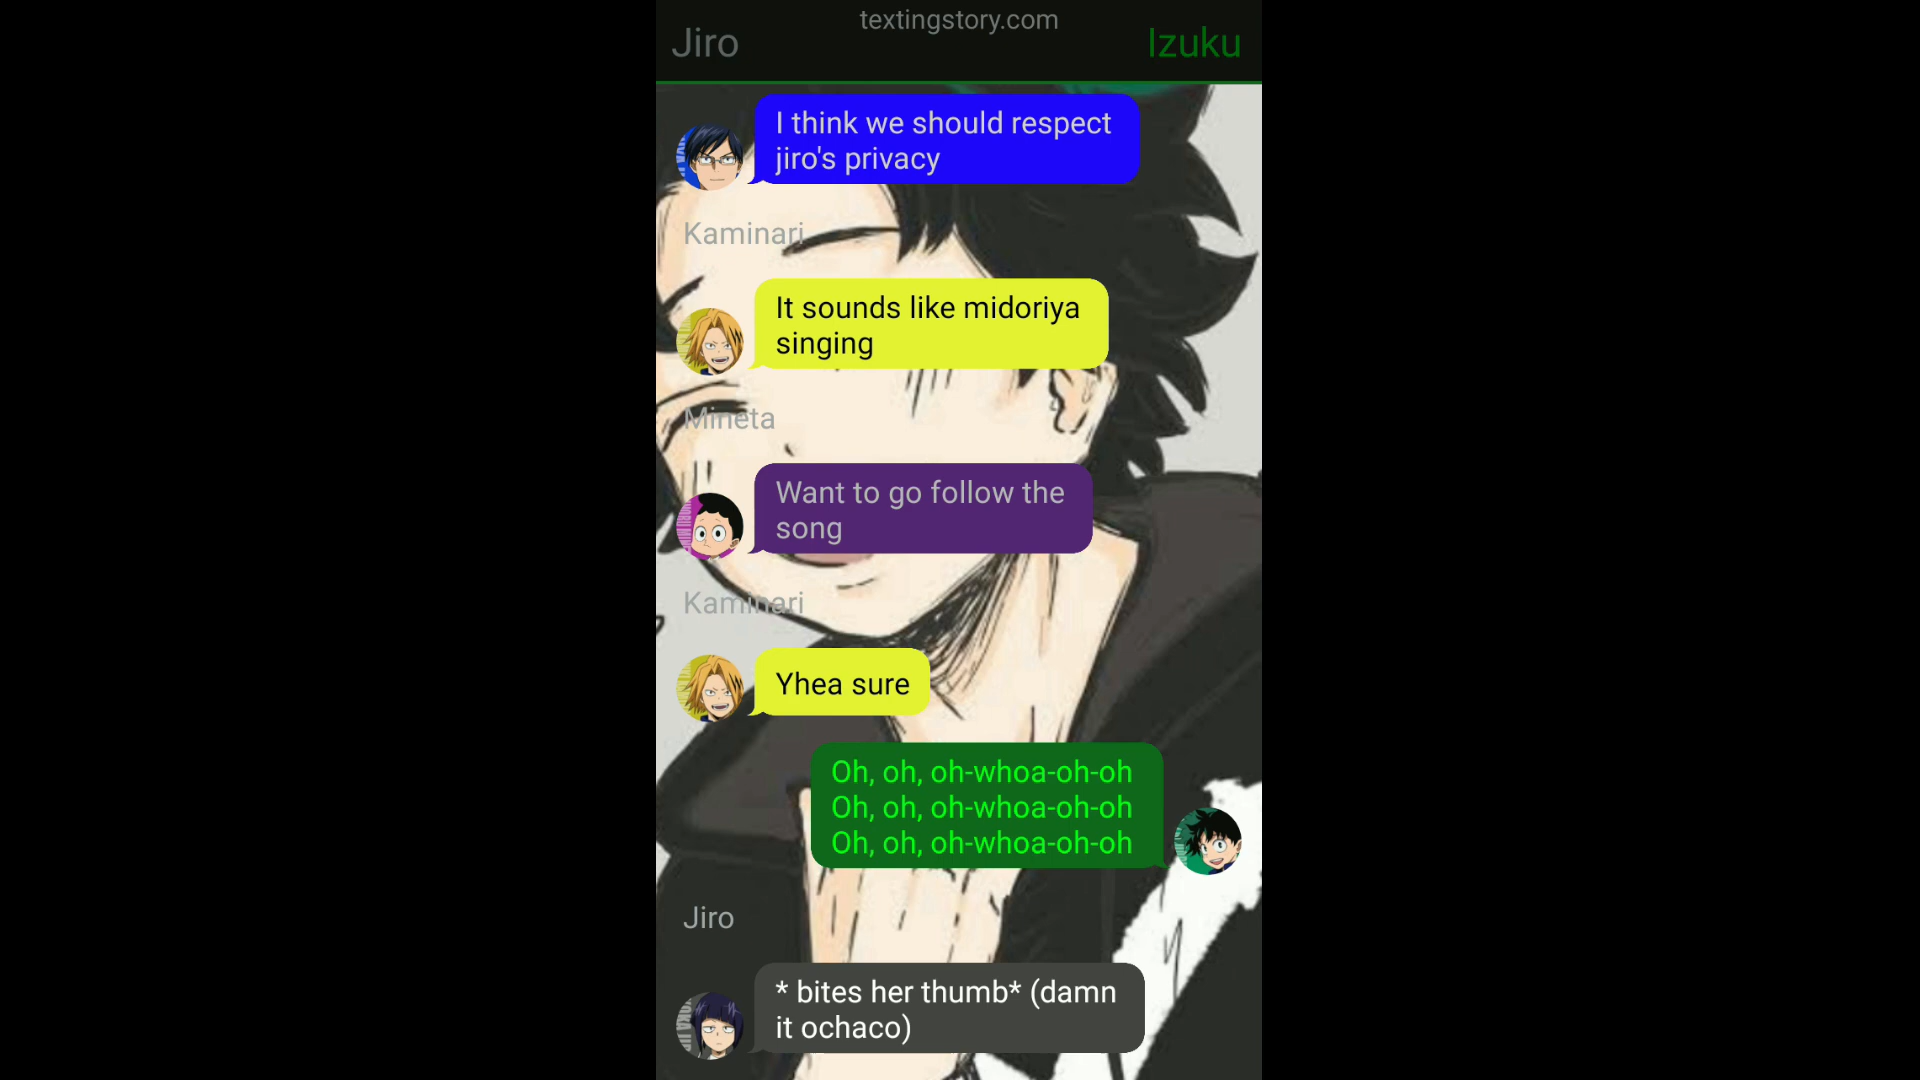 textingstory.com
Jiro
Izuku
I think we should respect
jiro's privacy
Kaminari
It sounds like midoriya
singing
Mineta
Want to go follow the
song
Kaminari
Yhea sure
Oh, oh, oh-whoa-oh-oh
Oh, oh, oh-whoa-oh-oh
Oh, oh, oh-whoa-oh-oh
Jiro
* bites her thumb* (damn
it ochaco)